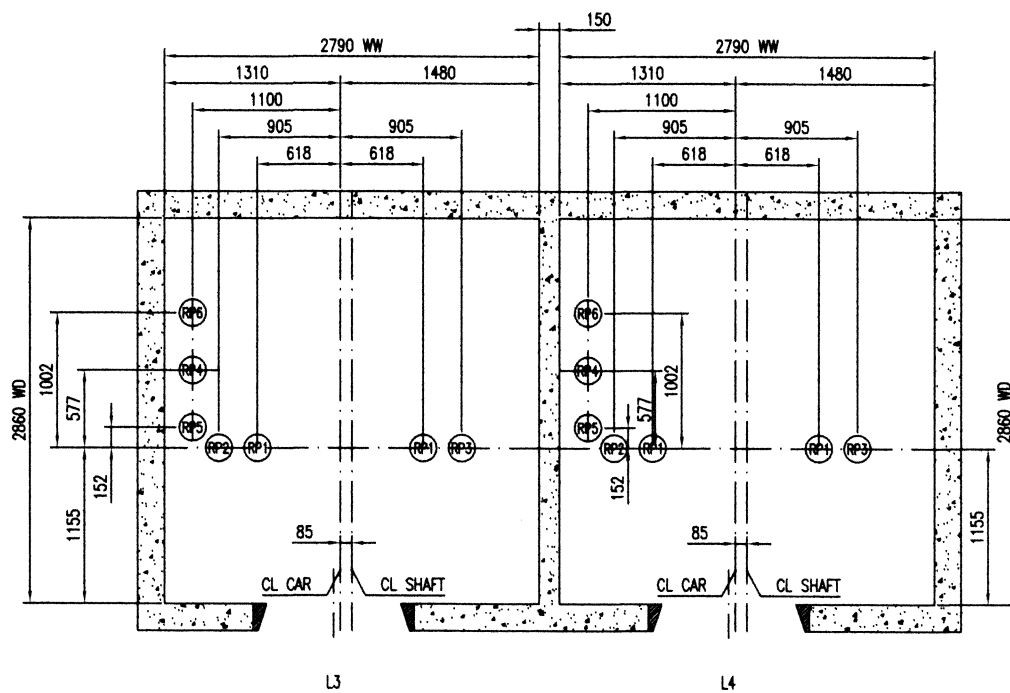 150
2790 WW 2790 WW
1310 1480 1310 1480
1100 1100
905 905 905 905
618 618 618 618
RP6 RP6
1002 1002
2860 WD 2860 WD
RP4 RP4
577 577
RP5 RP5
RP2 RP1 RP1 RP3 RP2 RP1 RP1 RP3
152 152
1155 1155
85 85
CL CAR CL SHAFT CL CAR CL SHAFT
L3 L4